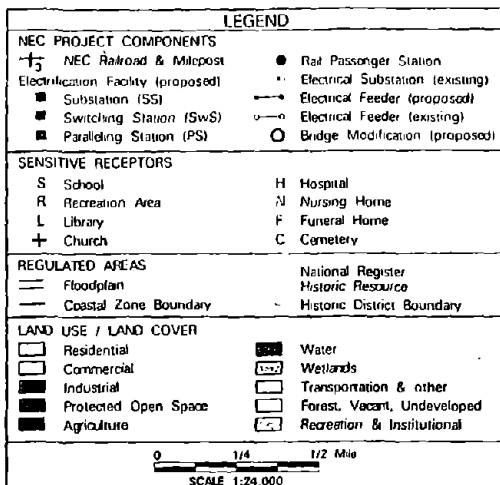 LEGEND
NEC PROJECT COMPONENTS
NEC Railroad & Milepost
Electrification Facility (proposed)
Substation (SS)
Switching Station (SwS)
Paralleling Station (PS)
Rail Passenger Station
Electrical Substation (existing)
Electrical Feeder (proposed)
Electrical Feeder (existing)
Bridge Modification (proposed)
SENSITIVE RECEPTORS
S School
R Recreation Area
L Library
Church
H Hospital
N Nursing Home
F Funeral Home
C Cemetery
REGULATED AREAS
Floodplain
Coastal Zone Boundary
National Register
Historic Resource
Historic District Boundary
LAND USE / LAND COVER
Residential
Commercial
Industrial
Protected Open Space
Agriculture
Water
Wetlands
Transportation & other
Forest, Vacant, Undeveloped
Recreation & Institutional
0 1/4 1/2 Mile
SCALE 1:24,000